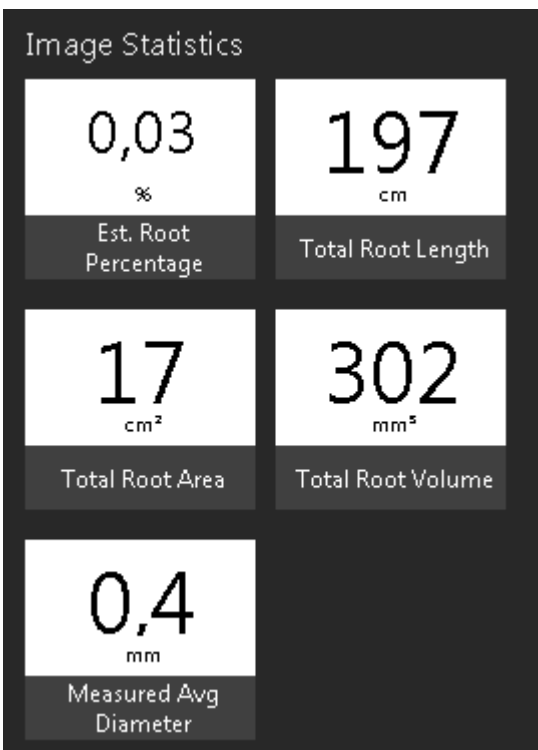 Image Statistics
0,03
%
Est. Root
Percentage
197
cm
Total Root Length
17
cm²
Total Root Area
302
mm³
Total Root Volume
0,4
mm
Measured Avg
Diameter